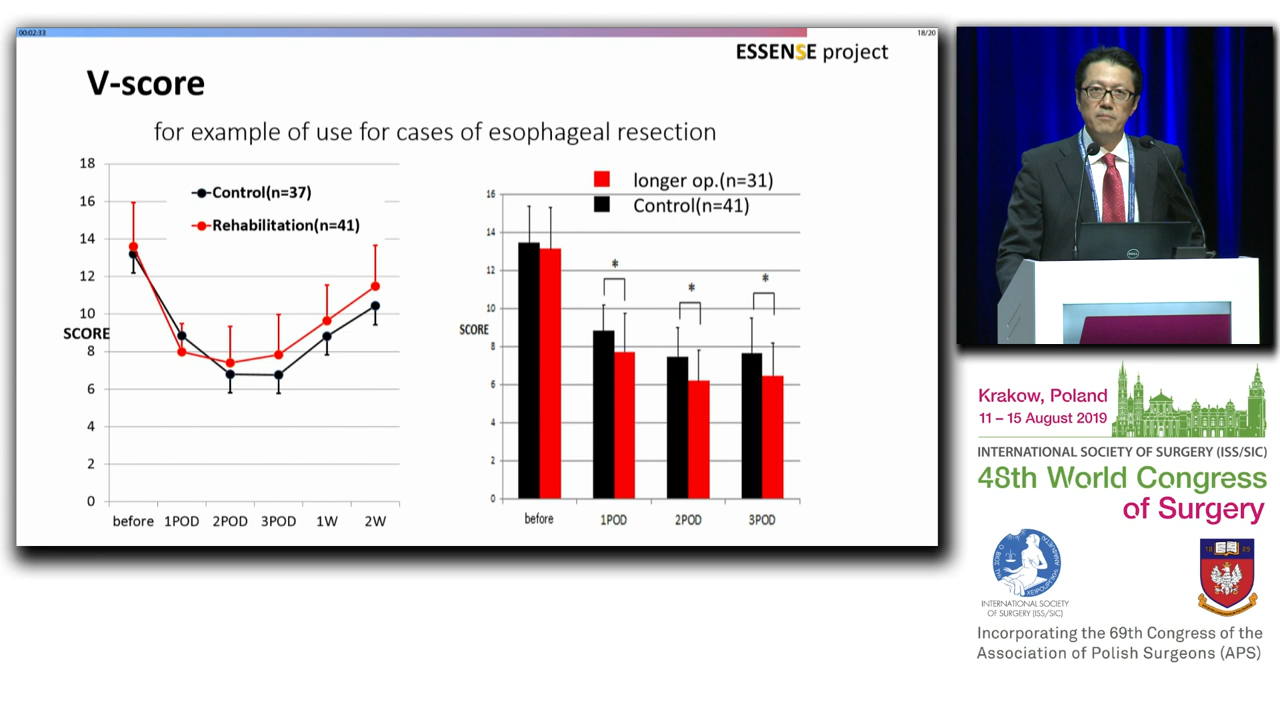 00:02:33
18/20
ESSENSE project
V-score
for example of use for cases of esophageal resection
18
16
14
12
10
8
6
4
2
0
SCORE
Control(n=37)
Rehabilitation(n=41)
before 1POD 2POD 3POD 1W 2W
longer op.(n=31)
Control(n=41)
16
14
12
10
8
6
4
2
0
SCORE
*
*
*
before 1POD 2POD 3POD
DELL
Krakow, Poland
11 – 15 August 2019
INTERNATIONAL SOCIETY OF SURGERY (ISS/SIC)
48th World Congress
of Surgery
INTERNATIONAL SOCIETY
OF SURGERY (ISS/SIC)
18 89
Incorporating the 69th Congress of the
Association of Polish Surgeons (APS)